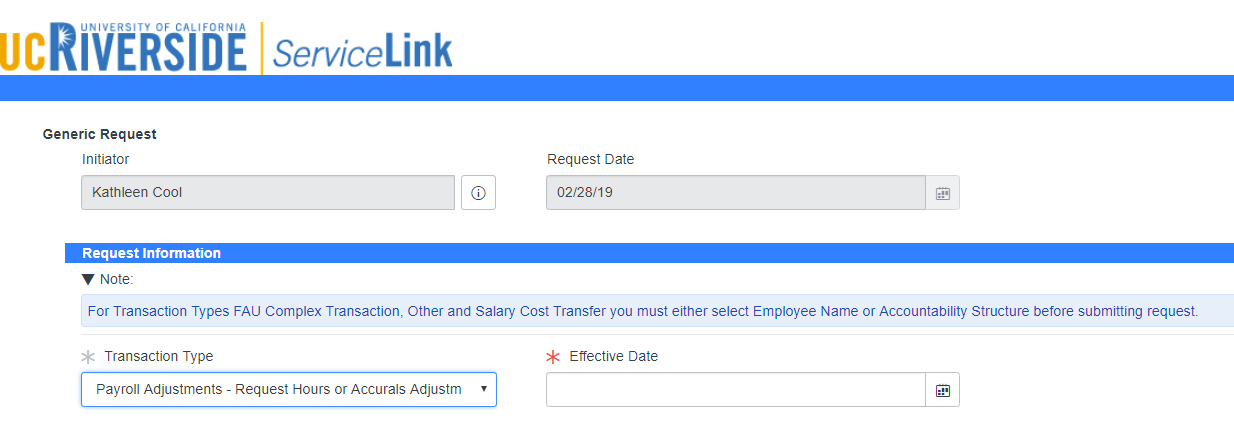 UNIVERSITY OF CALIFORNIA
UCRIVERSIDE ServiceLink
Generic Request
Initiator Request Date
Kathleen Cool 02/28/19
Request Information
Note:
For Transaction Types FAU Complex Transaction, Other and Salary Cost Transfer you must either select Employee Name or Accountability Structure before submitting request.
Transaction Type Effective Date
Payroll Adjustments - Request Hours or Accurals Adjustm